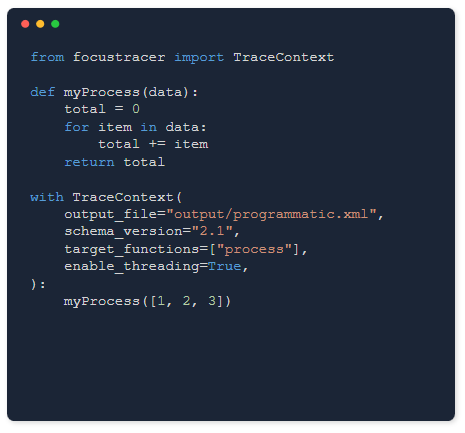 from focustracer import TraceContext

def myProcess(data):
    total = 0
    for item in data:
        total += item
    return total

with TraceContext(
    output_file="output/programmatic.xml",
    schema_version="2.1",
    target_functions=["process"],
    enable_threading=True,
):
    myProcess([1, 2, 3])